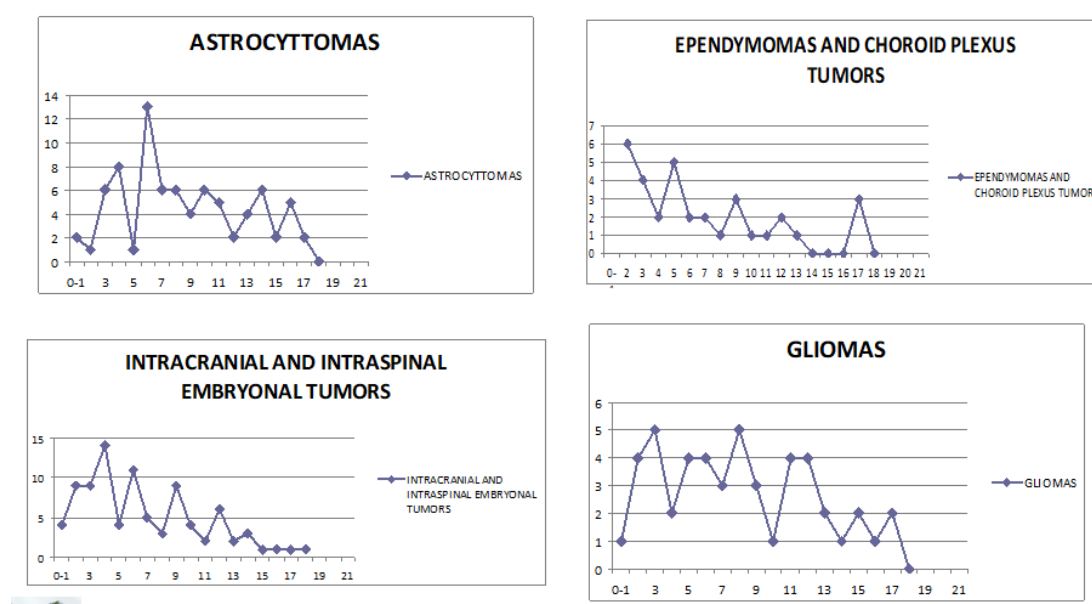 ASTROCYTTOMAS
14
12
10
8
6
4
2
0
0-1 3 5 7 9 11 13 15 17 19 21
ASTROCYTTOMAS
EPENDYMOMAS AND CHOROID PLEXUS
TUMORS
7
6
5
4
3
2
1
0
0- 2 3 4 5 6 7 8 9 10 11 12 13 14 15 16 17 18 19 20 21
EPENDYMOMAS AND
CHOROID PLEXUS TUMOR
INTRACRANIAL AND INTRASPINAL
EMBRYONAL TUMORS
15
10
5
0
0-1 3 5 7 9 11 13 15 17 19 21
INTRACRANIAL AND
INTRASPINAL EMBRYONAL
TUMORS
GLIOMAS
6
5
4
3
2
1
0
0-1 3 5 7 9 11 13 15 17 19 21
GLIOMAS